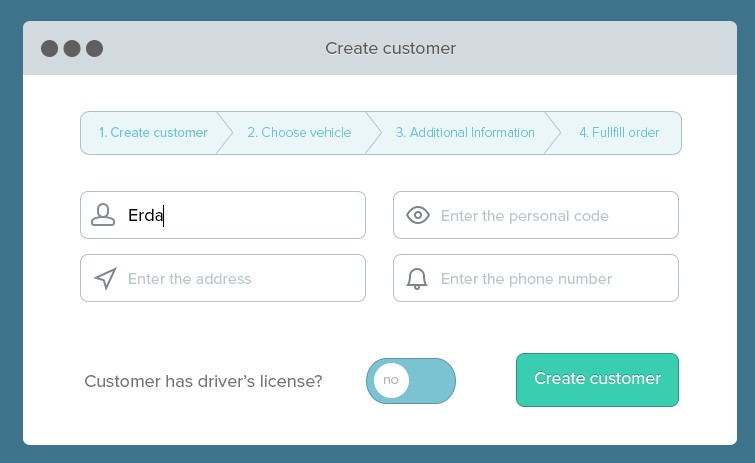 Create customer
1. Create customer
2. Choose vehicle
3. Additional Information
4. Fullfill order
Erda
Enter the personal code
Enter the address
Enter the phone number
Customer has driver's license?
no
Create customer